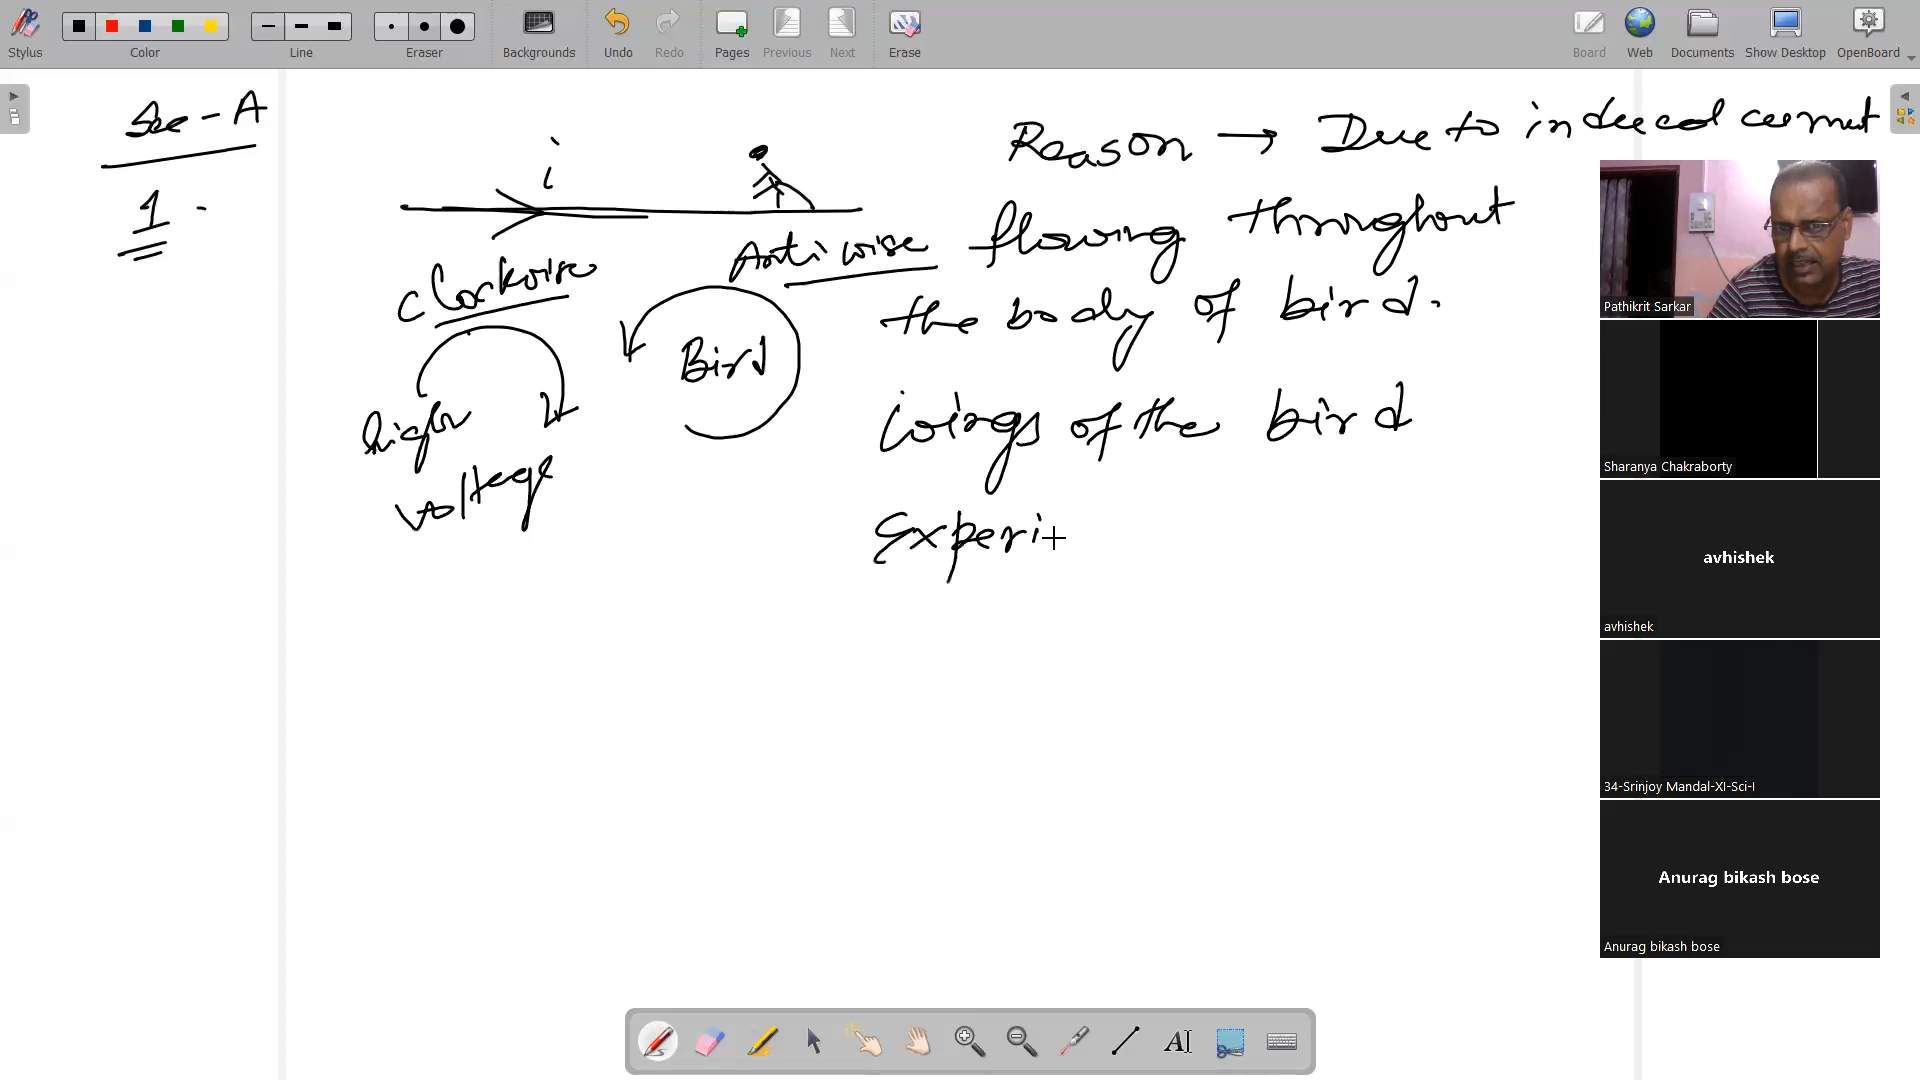 Stylus
Color
Line
Eraser
Backgrounds
Undo
Redo
Pages
Previous
Next
Erase
Board
Web
Documents
Show Desktop
OpenBoard
Sec-A
1.
i
clockwise
high
voltage
Anti wise
Bird
Reason → Due to induced current
flowing throughout
the body of bird.
wings of the bird
Experi
Pathikrit Sarkar
Sharanya Chakraborty
avhishek
avhishek
34-Srinjoy Mandal-XI-Sci-I
Anurag bikash bose
Anurag bikash bose
AI